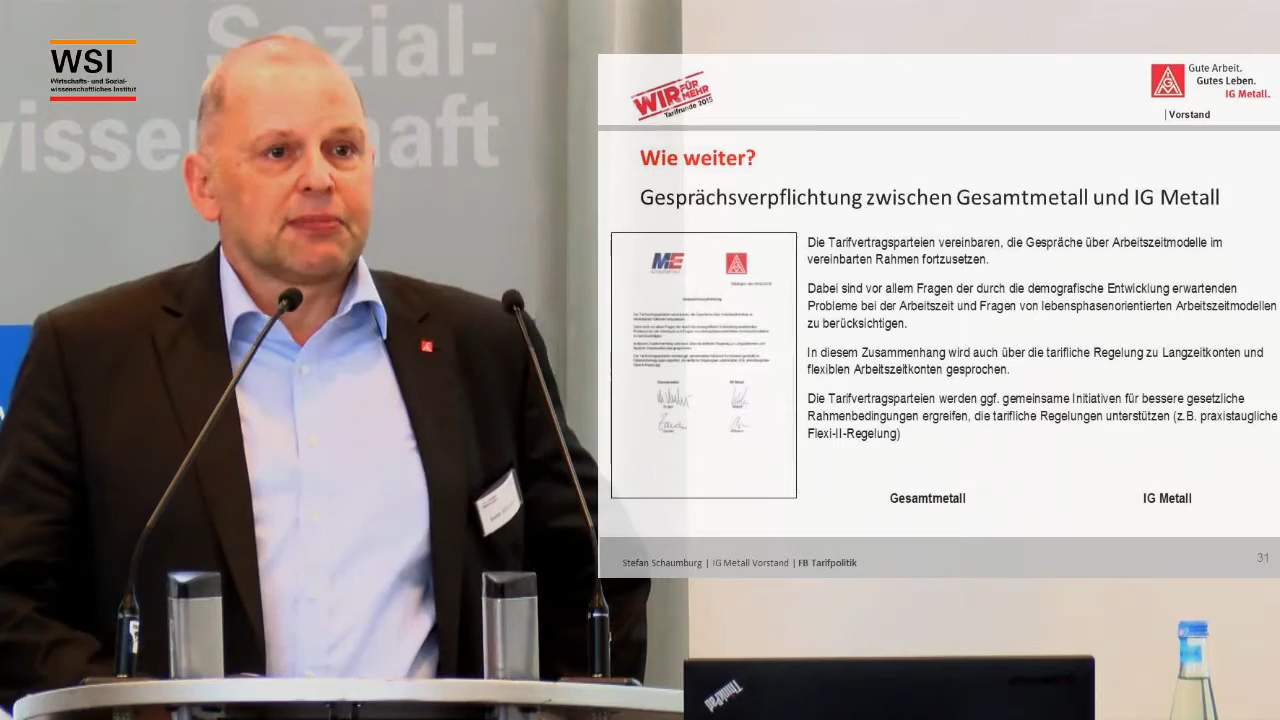 WSI
Wirtschafts- und Sozial-
wissenschaftliches Institut
Sozial-
wissenschaft
WIR FÜR MEHR
Tarifrunde 2015
Gute Arbeit.
Gutes Leben.
IG Metall.
Vorstand
Wie weiter?
Gesprächsverpflichtung zwischen Gesamtmetall und IG Metall
ME
Die Tarifvertragsparteien vereinbaren, die Gespräche über Arbeitszeitmodelle im
vereinbarten Rahmen fortzusetzen.
Dabei sind vor allem Fragen der durch die demografische Entwicklung erwartenden
Probleme bei der Arbeitszeit und Fragen von lebensphasenorientierten Arbeitszeitmodellen
zu berücksichtigen.
In diesem Zusammenhang wird auch über die tarifliche Regelung zu Langzeitkonten und
flexiblen Arbeitszeitkonten gesprochen.
Die Tarifvertragsparteien werden ggf. gemeinsame Initiativen für bessere gesetzliche
Rahmenbedingungen ergreifen, die tarifliche Regelungen unterstützen (z.B. praxistaugliche
Flexi-II-Regelung)
Gesamtmetall IG Metall
Stefan Schaumburg | IG Metall Vorstand | FB Tarifpolitik
31
ThinkPad